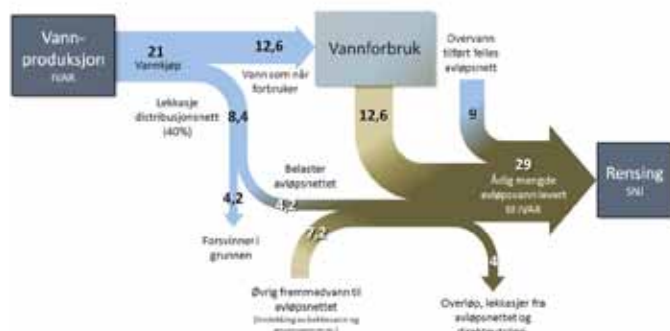 Vann-
produksjon
IVAR
21
Vannkjøp
12,6
Vann som når
forbruker
Vannforbruk
Overvann
tilført felles
avløpsnett
Lekkasje
distribusjonsnett
(40%)
8,4
12,6
9
29
Årlig mengde
avløpsvann levert
til IVAR
Rensing
SNJ
Belaster
avløpsnettet
4,2
4,2
Forsvinner i
grunnen
7,2
4
Øvrig fremmedvann til
avløpsnettet
Overløp, lekkasjer fra
avløpsnettet og